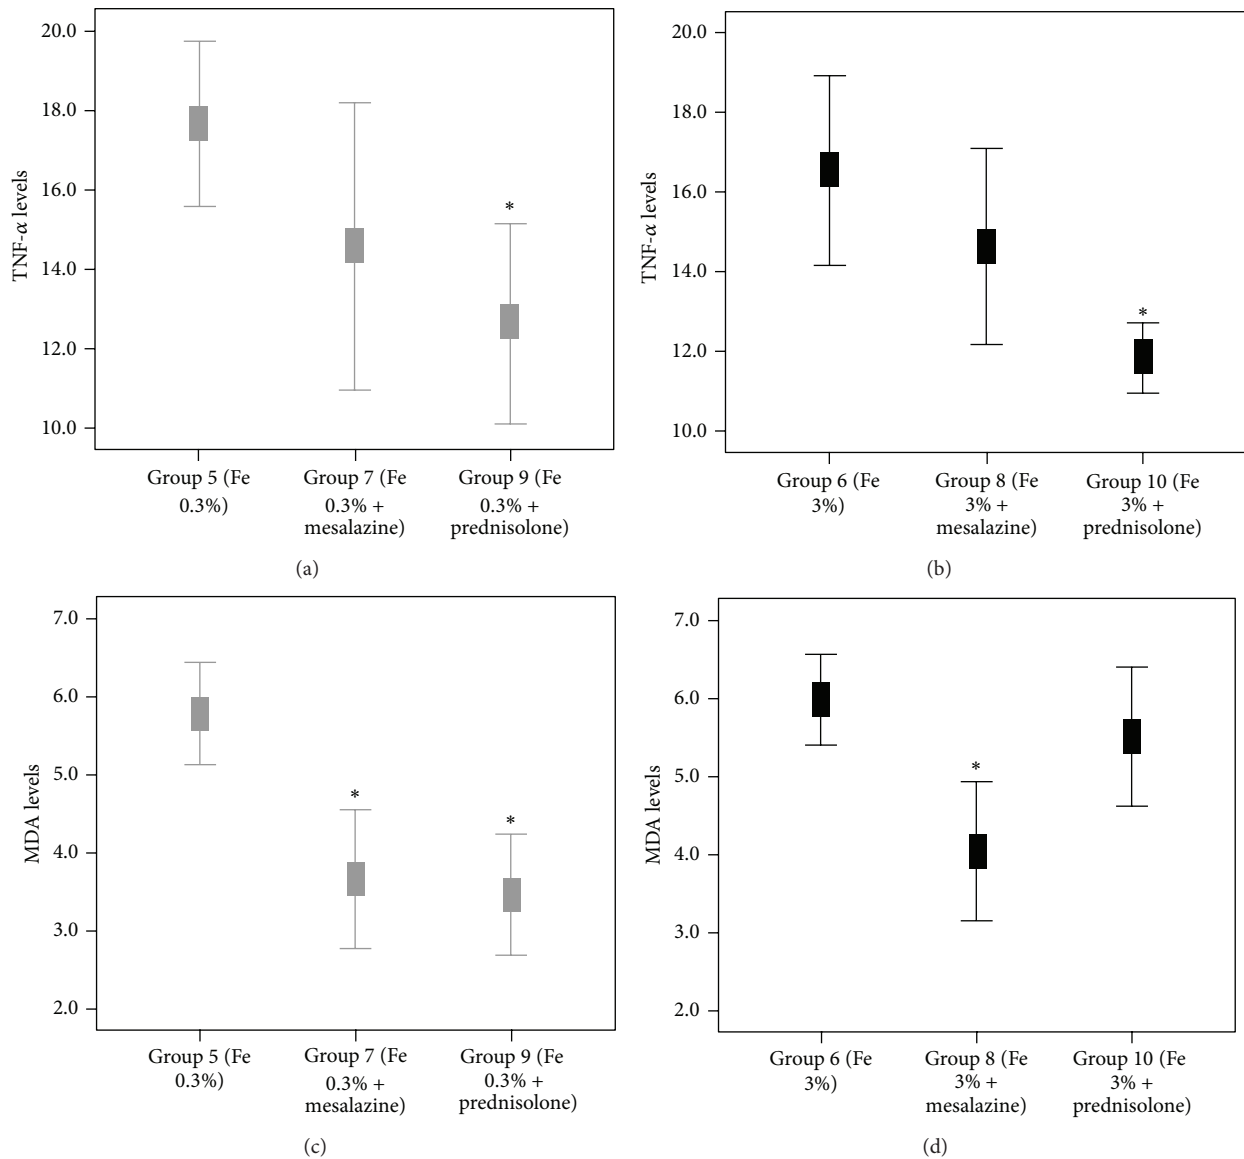 20.0
18.0
16.0
14.0
12.0
10.0
TNF-α levels
*
Group 5 (Fe
0.3%)
Group 7 (Fe
0.3% +
mesalazine)
Group 9 (Fe
0.3% +
prednisolone)
(a)
20.0
18.0
16.0
14.0
12.0
10.0
TNF-α levels
*
Group 6 (Fe
3%)
Group 8 (Fe
3% +
mesalazine)
Group 10 (Fe
3% +
prednisolone)
(b)
7.0
6.0
5.0
4.0
3.0
2.0
MDA levels
*
*
Group 5 (Fe
0.3%)
Group 7 (Fe
0.3% +
mesalazine)
Group 9 (Fe
0.3% +
prednisolone)
(c)
7.0
6.0
5.0
4.0
3.0
2.0
MDA levels
*
Group 6 (Fe
3%)
Group 8 (Fe
3% +
mesalazine)
Group 10 (Fe
3% +
prednisolone)
(d)